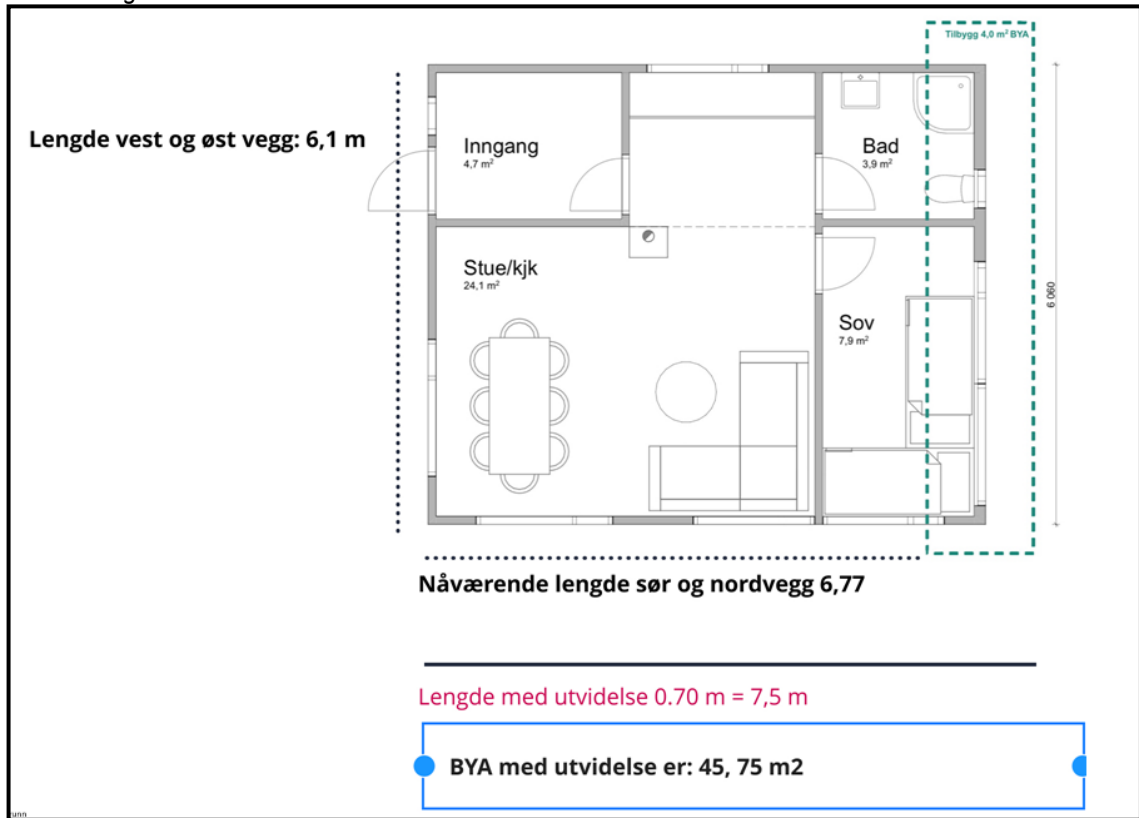 Tilbygg 4,0 m² BYA
Lengde vest og øst vegg: 6,1 m
Inngang
4,7 m²
Bad
3,9 m²
Stue/kjk
24,1 m²
Sov
7,9 m²
6 060
Nåværende lengde sør og nordvegg 6,77
Lengde med utvidelse 0.70 m = 7,5 m
BYA med utvidelse er: 45, 75 m2